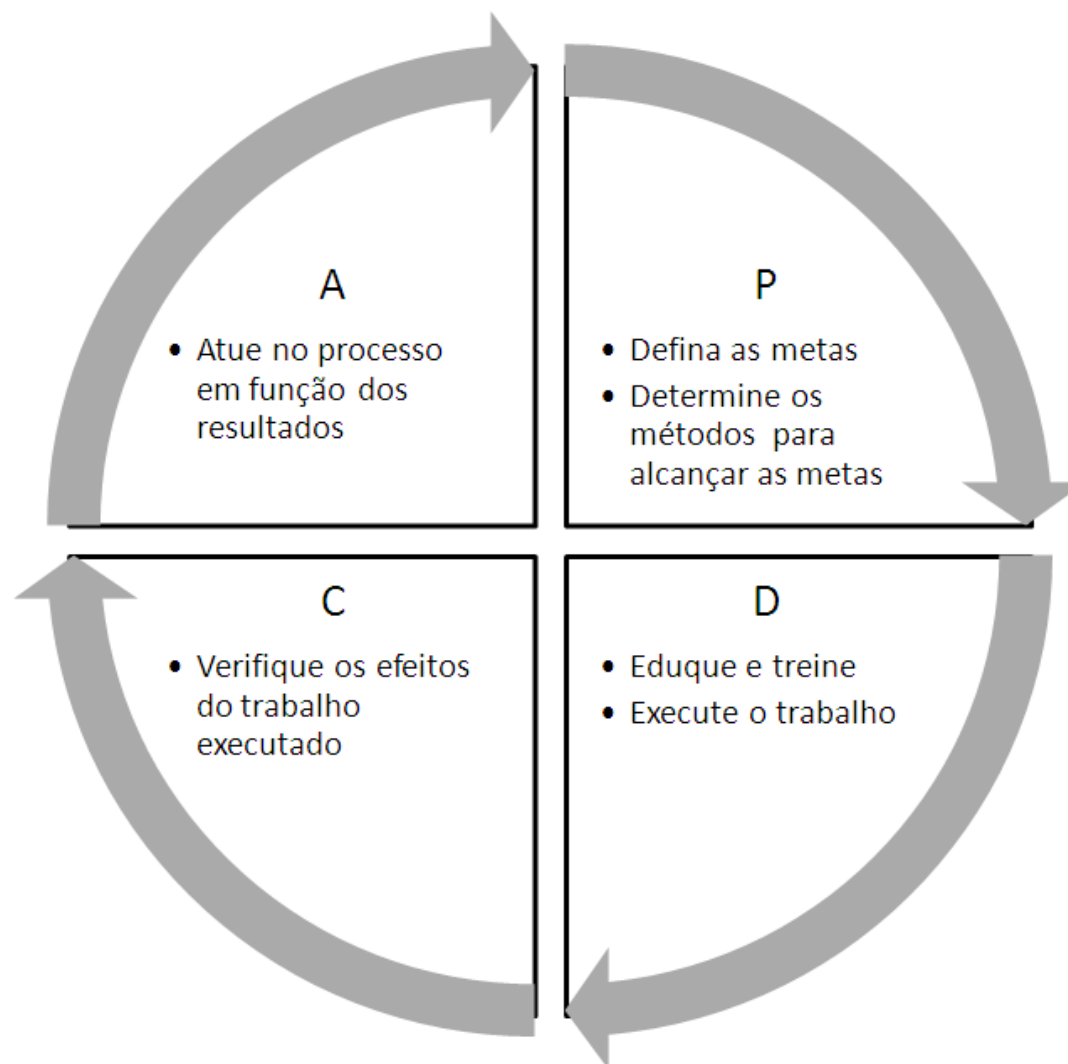 A
• Atue no processo
em função dos
resultados
P
• Defina as metas
• Determine os
métodos para
alcançar as metas
C
• Verifique os efeitos
do trabalho
executado
D
• Eduque e treine
• Execute o trabalho